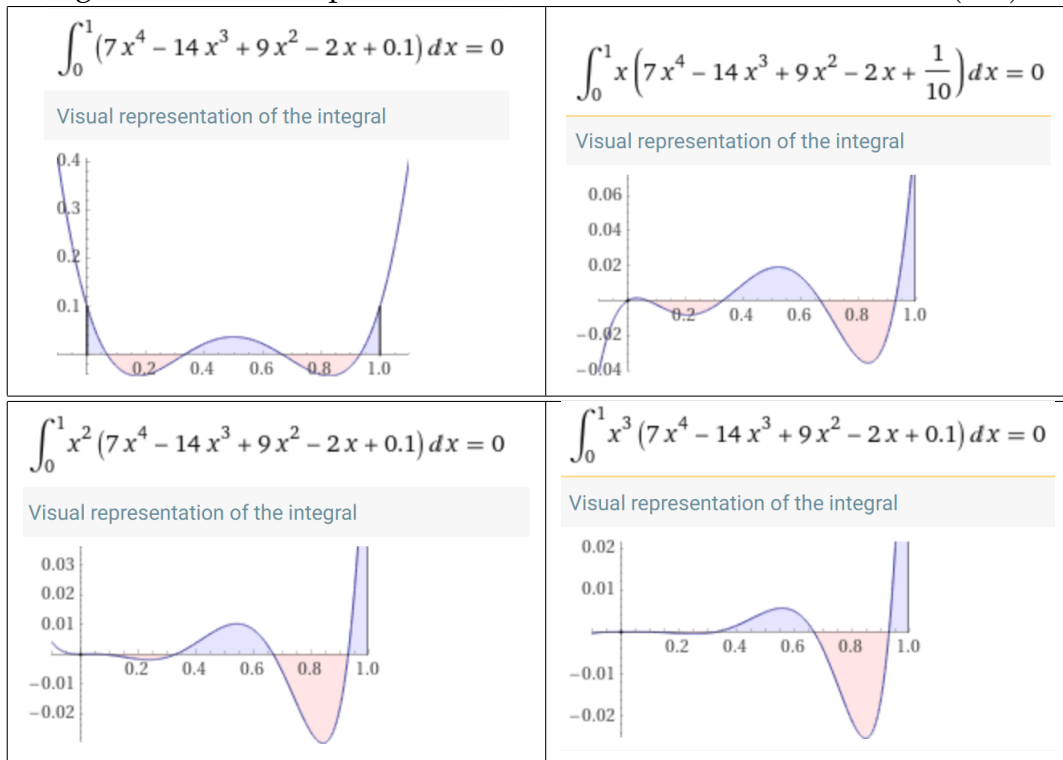 ∫₀¹ (7x⁴ − 14x³ + 9x² − 2x + 0.1) dx = 0
Visual representation of the integral
0.4
0.3
0.2
0.1
0.2 0.4 0.6 0.8 1.0
∫₀¹ x(7x⁴ − 14x³ + 9x² − 2x + 1/10) dx = 0
Visual representation of the integral
0.06
0.04
0.02
0.2 0.4 0.6 0.8 1.0
−0.02
−0.04
∫₀¹ x² (7x⁴ − 14x³ + 9x² − 2x + 0.1) dx = 0
Visual representation of the integral
0.03
0.02
0.01
0.2 0.4 0.6 0.8 1.0
−0.01
−0.02
∫₀¹ x³ (7x⁴ − 14x³ + 9x² − 2x + 0.1) dx = 0
Visual representation of the integral
0.02
0.01
0.2 0.4 0.6 0.8 1.0
−0.01
−0.02